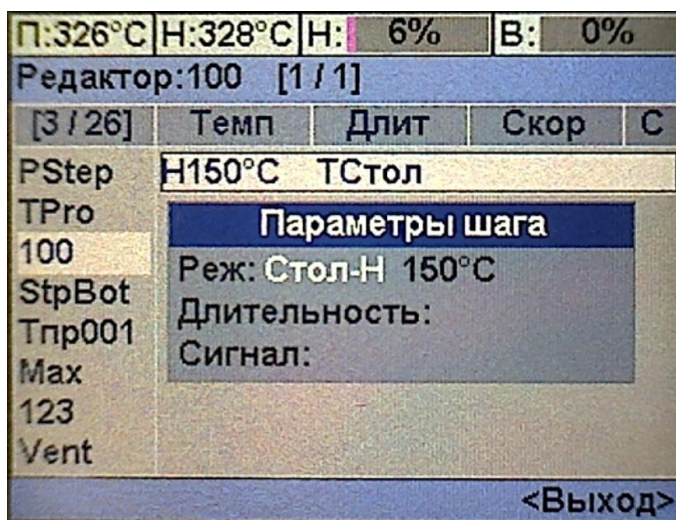 П:326°C Н:328°C Н: 6% В: 0%
Редактор:100 [1 / 1]
[3 / 26] Темп Длит Скор С
PStep Н150°C ТСтол
TPro
100
StpBot
Тпр001
Max
123
Vent
Параметры шага
Реж: Стол-Н 150°C
Длительность:
Сигнал:
<Выход>